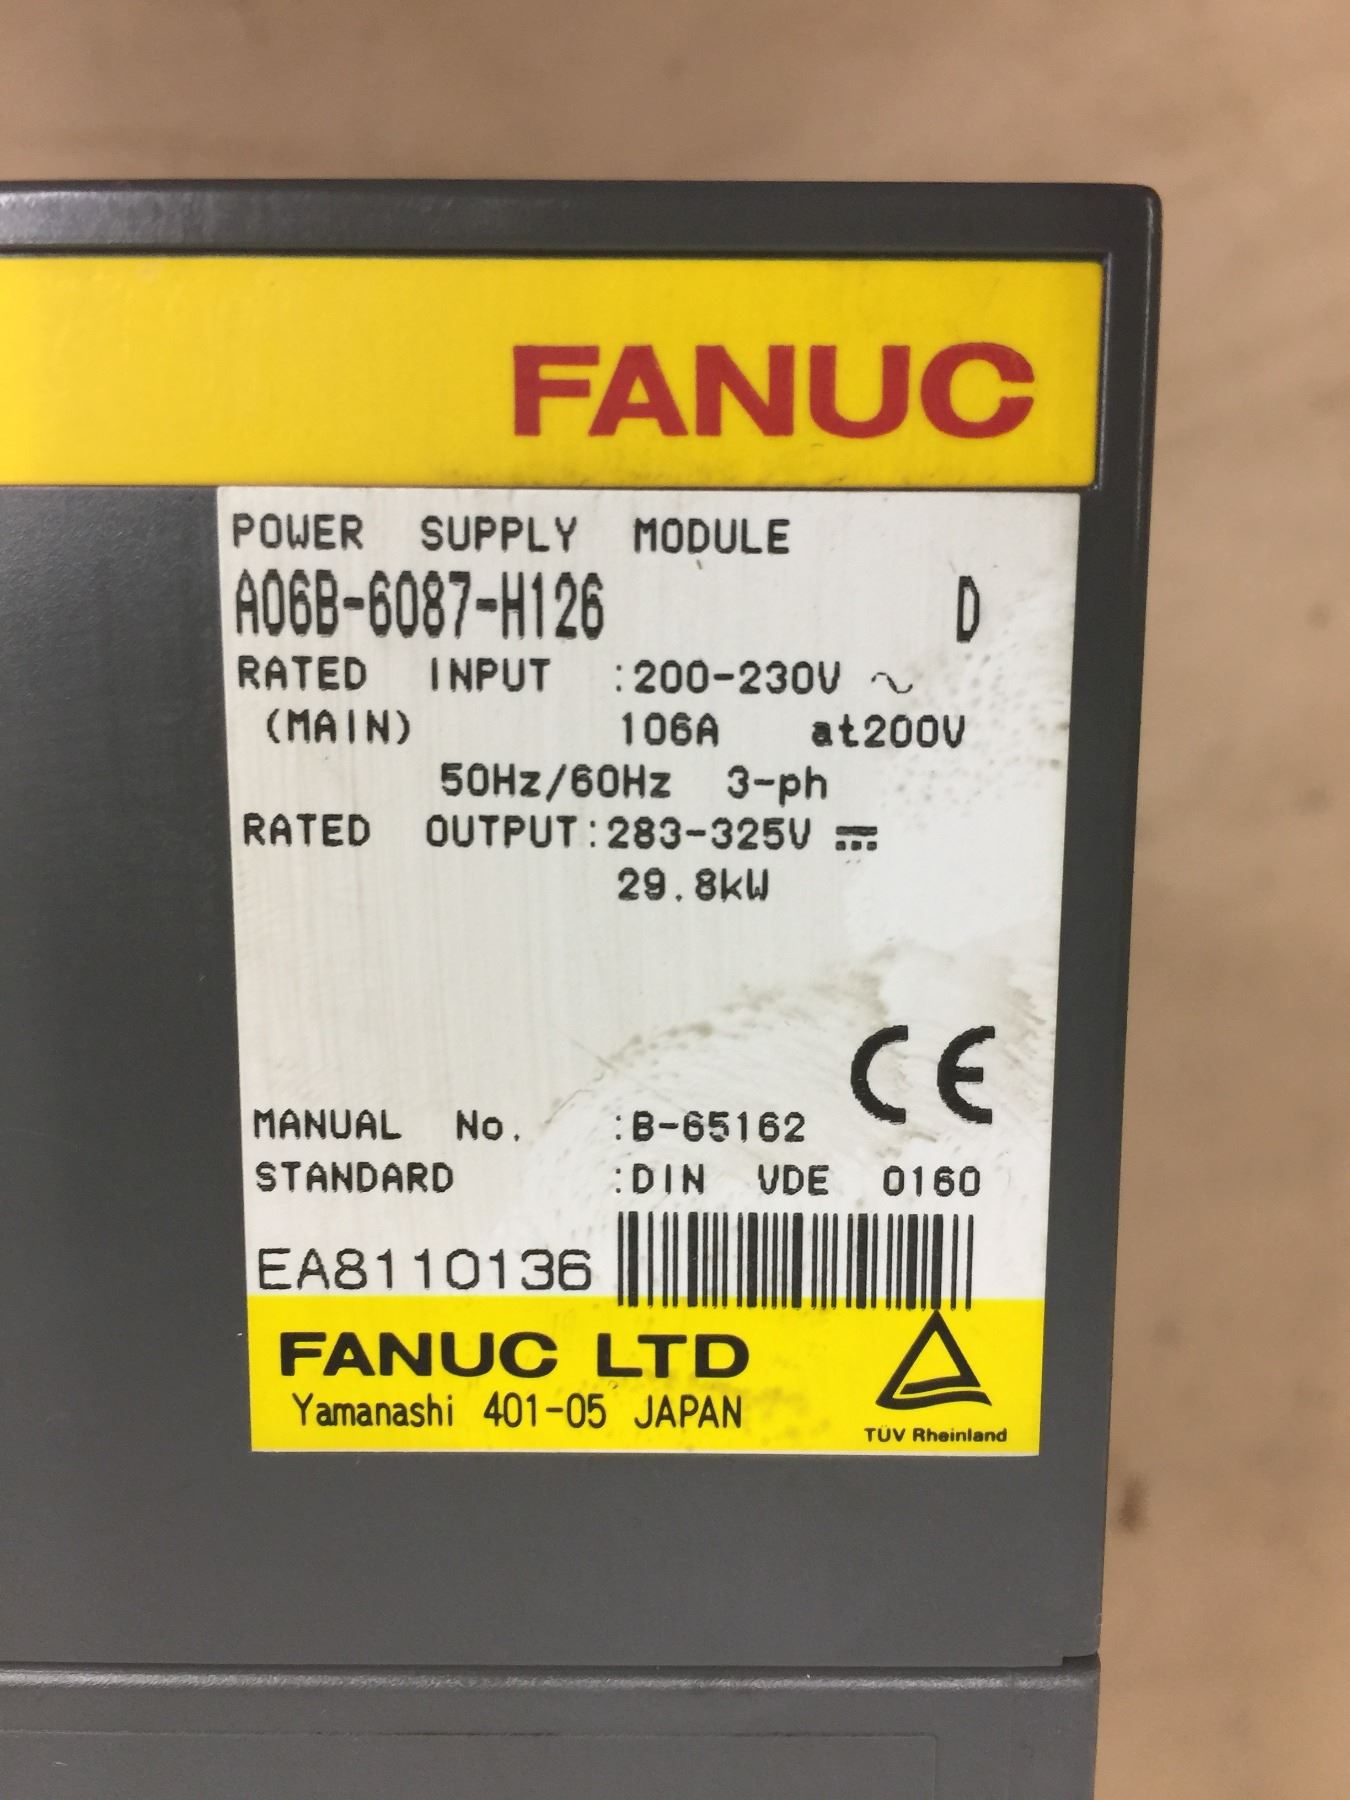 FANUC
POWER SUPPLY MODULE
A06B-6087-H126 D
RATED INPUT :200-230V ~
(MAIN) 106A at200V
50Hz/60Hz 3-ph
RATED OUTPUT:283-325V ⎓
29.8kW
CE
MANUAL No. :B-65162
STANDARD :DIN VDE 0160
EA8110136
FANUC LTD
Yamanashi 401-05 JAPAN
TÜV Rheinland